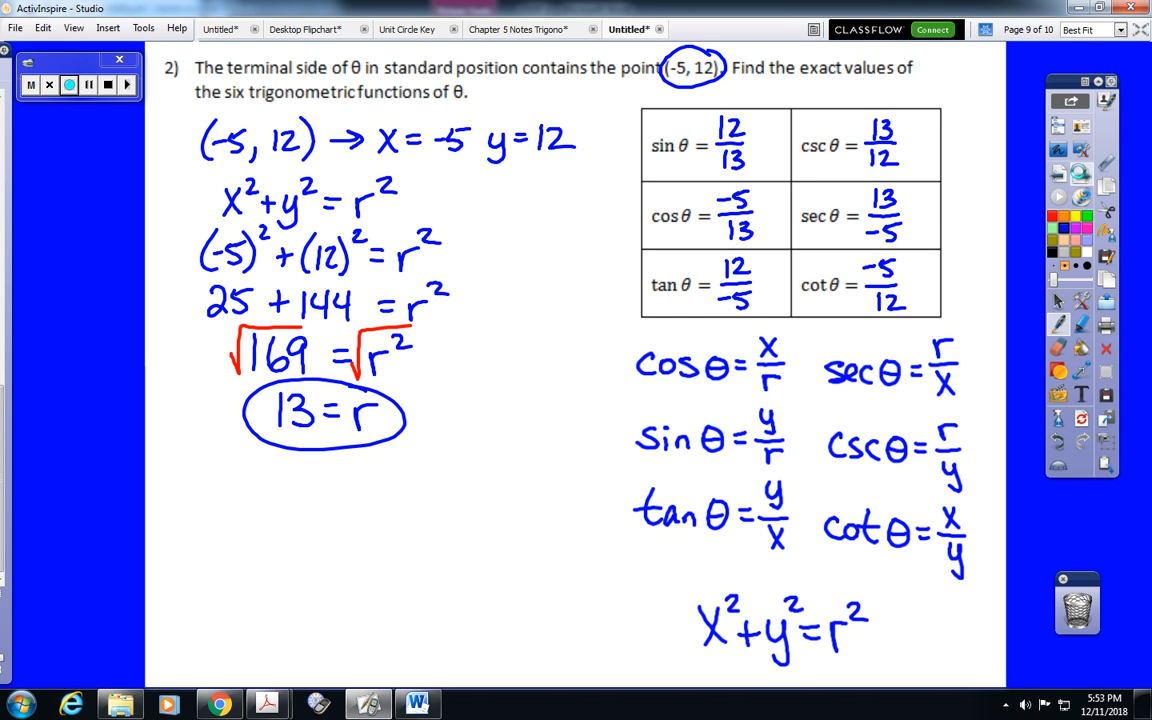 ActivInspire - Studio
File Edit View Insert Tools Help
Untitled* Desktop Flipchart* Unit Circle Key Chapter 5 Notes Trigono* Untitled*
CLASSFLOW Connect
Page 9 of 10 Best Fit
M
2) The terminal side of θ in standard position contains the point (-5, 12). Find the exact values of
the six trigonometric functions of θ.
(-5, 12) → x = -5 y = 12
x² + y² = r²
(-5)² + (12)² = r²
25 + 144 = r²
√169 = √r²
13 = r
sin θ = 12/13 csc θ = 13/12
cos θ = -5/13 sec θ = 13/-5
tan θ = 12/-5 cot θ = -5/12
cos θ = x/r sec θ = r/x
sin θ = y/r csc θ = r/y
tan θ = y/x cot θ = x/y
x² + y² = r²
5:53 PM
12/11/2018